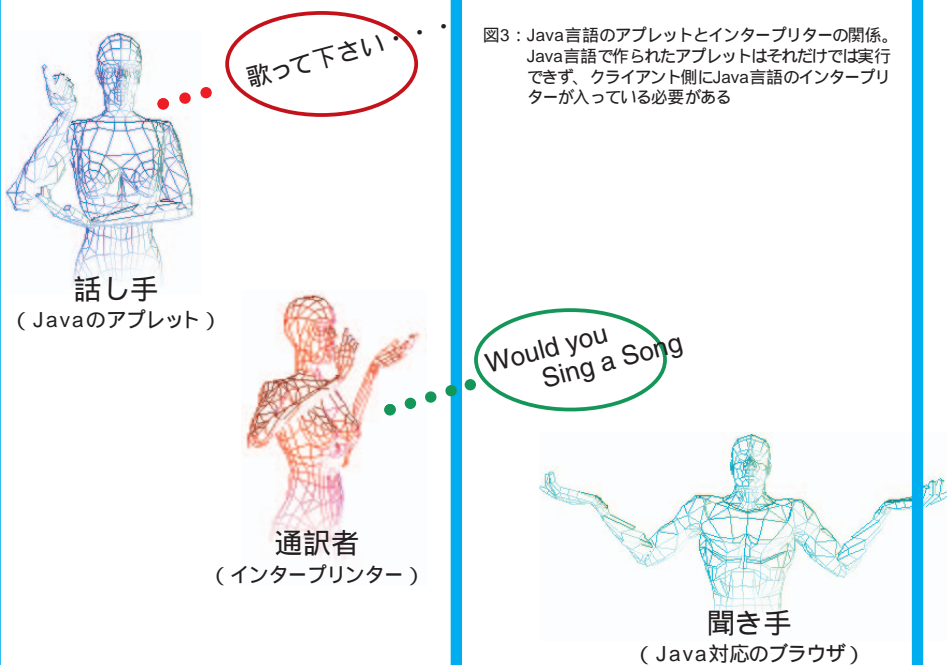 歌って下さい・・・
図3：Java言語のアプレットとインタープリターの関係。
Java言語で作られたアプレットはそれだけでは実行
できず、クライアント側にJava言語のインタープリ
ターが入っている必要がある
話し手
（Javaのアプレット）
Would you
Sing a Song
通訳者
（インタープリンター）
聞き手
（Java対応のブラウザ）